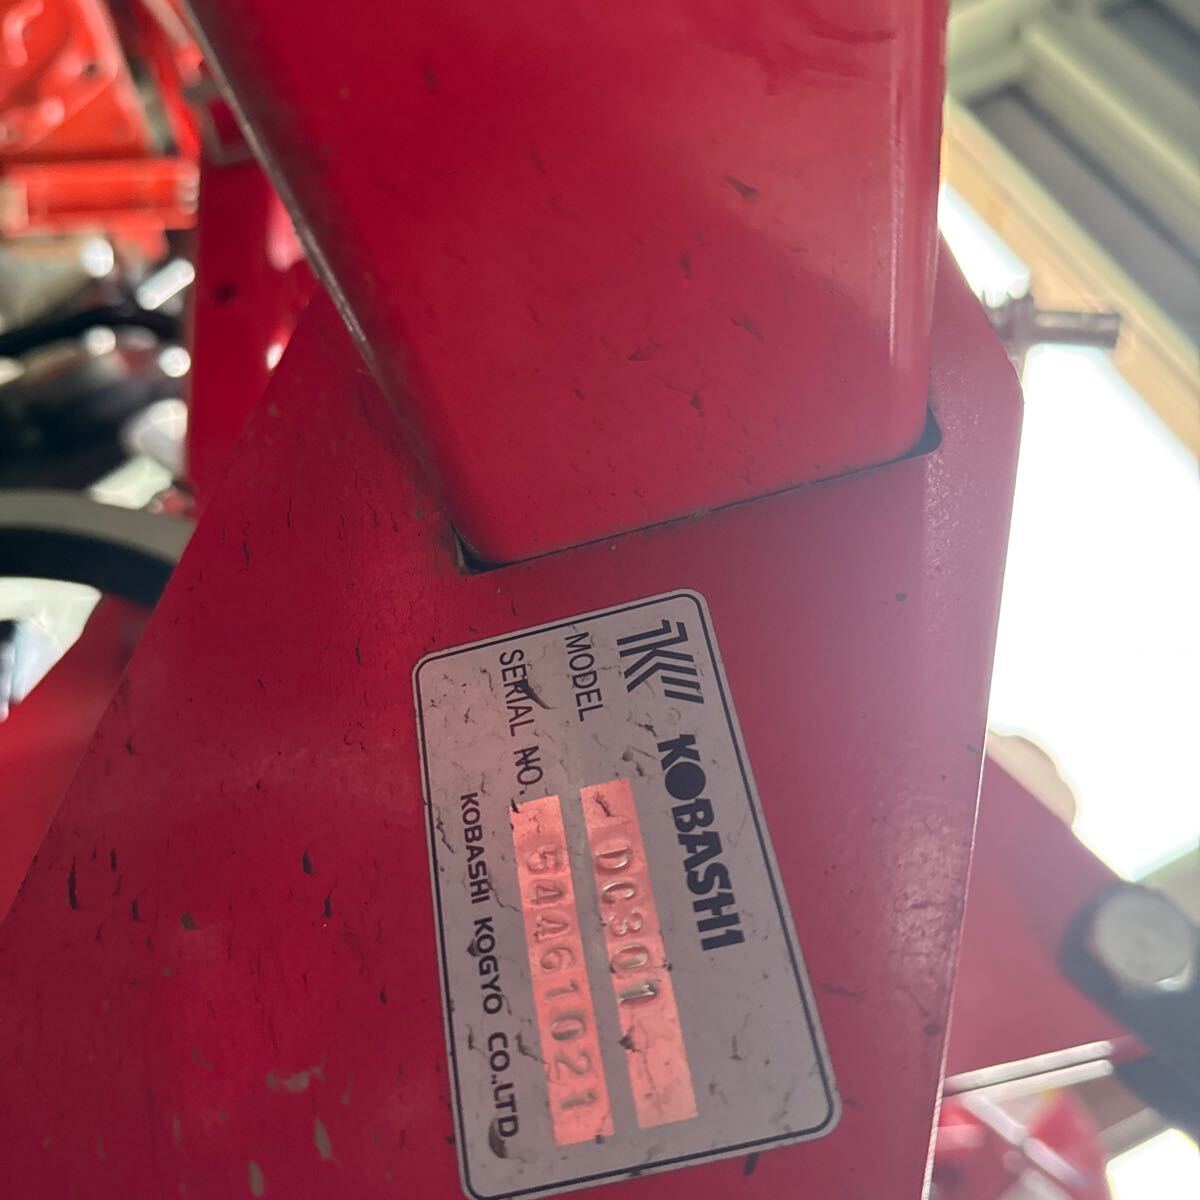 KOBASHI
MODEL DC301
SERIAL NO. 54461021
KOBASHI KOGYO CO.,LTD.